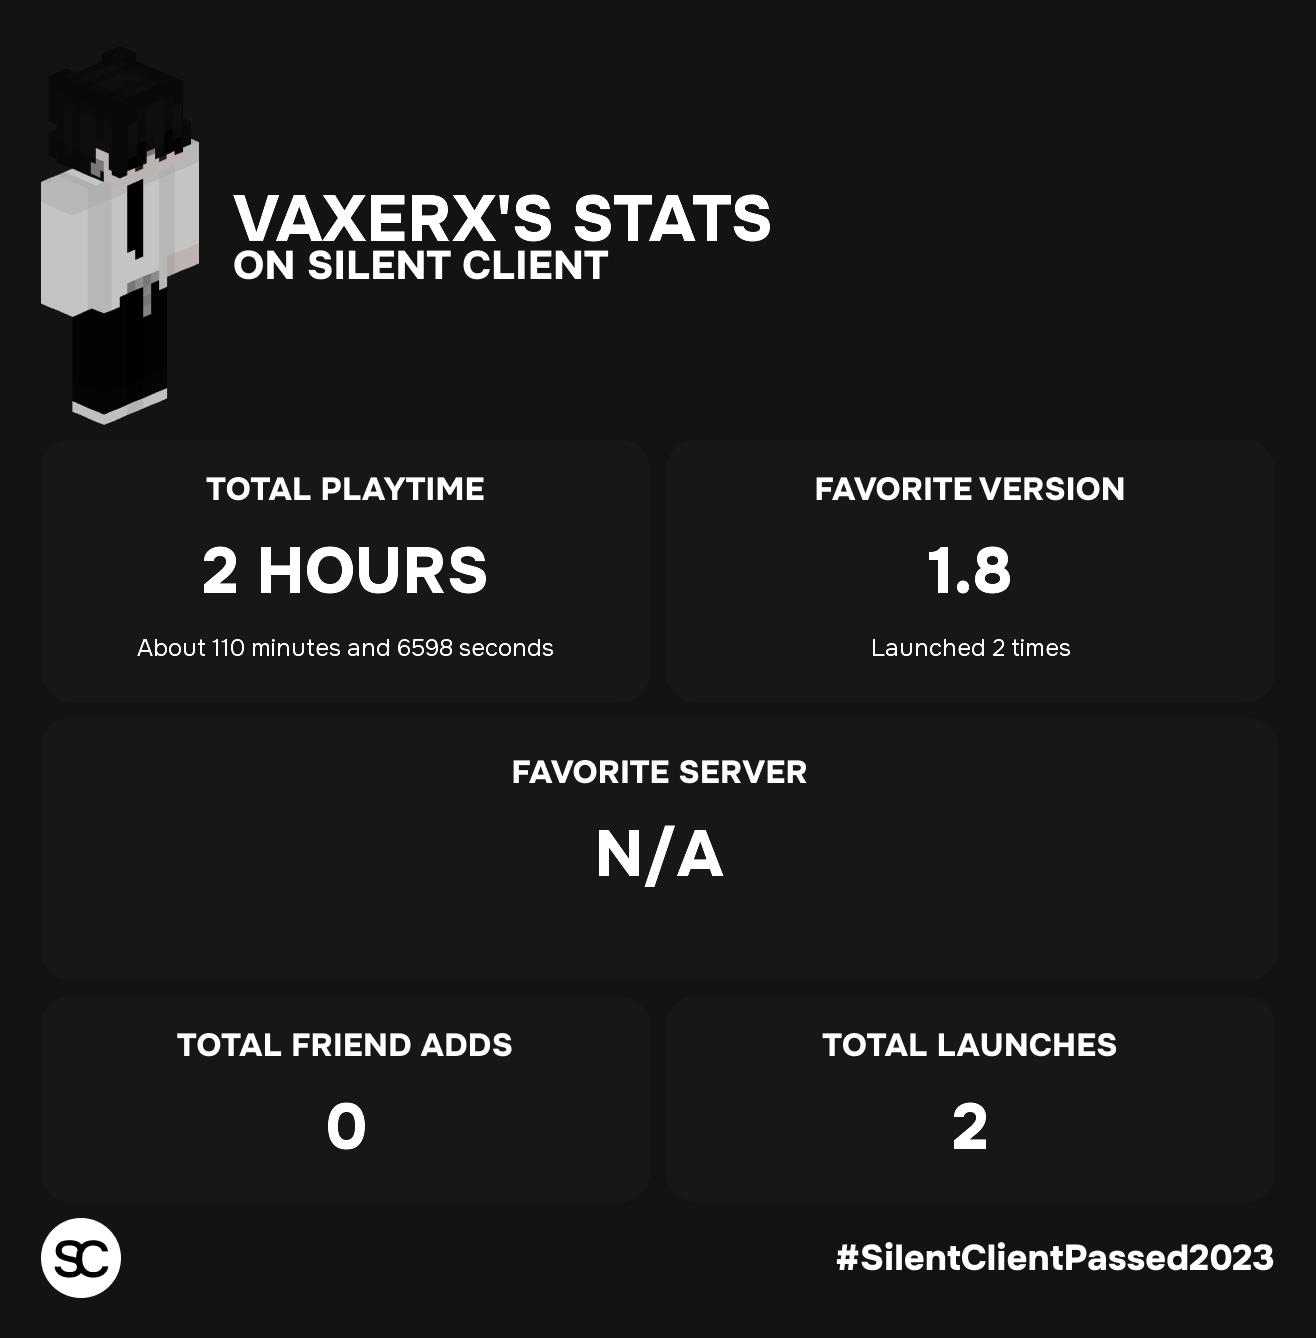 VAXERX'S STATS
ON SILENT CLIENT
TOTAL PLAYTIME
2 HOURS
About 110 minutes and 6598 seconds
FAVORITE VERSION
1.8
Launched 2 times
FAVORITE SERVER
N/A
TOTAL FRIEND ADDS
0
TOTAL LAUNCHES
2
SC
#SilentClientPassed2023